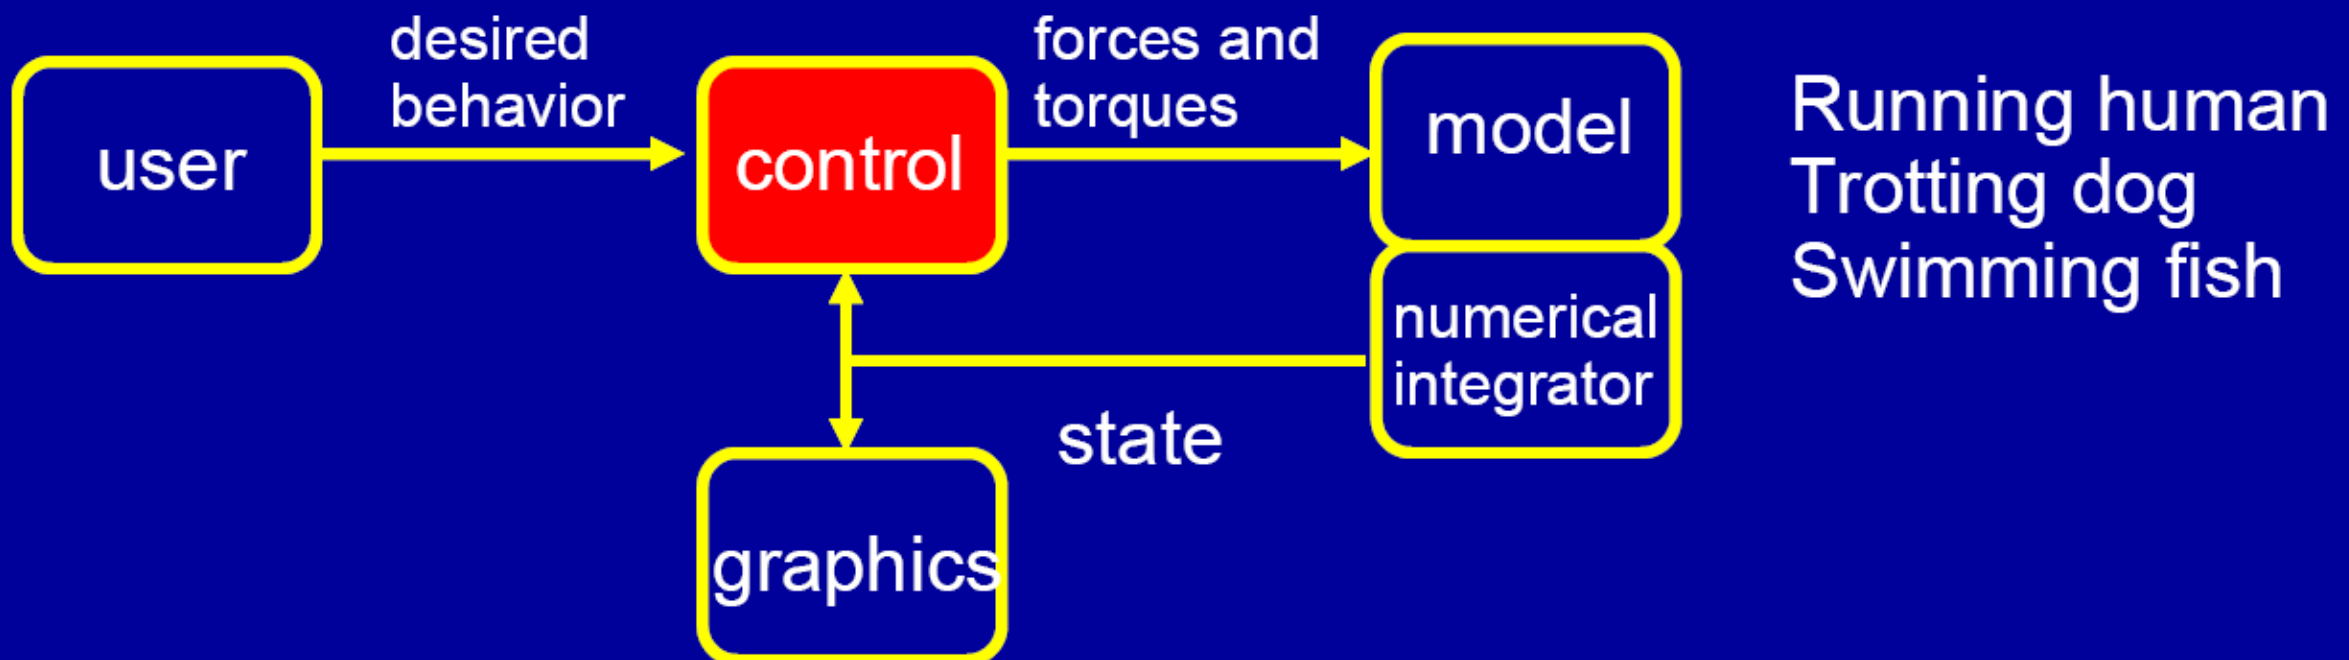 user
desired
behavior
control
forces and
torques
model
numerical
integrator
state
graphics
Running human
Trotting dog
Swimming fish